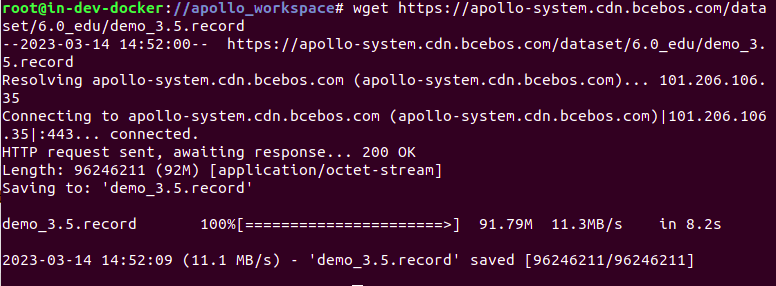 root@in-dev-docker://apollo_workspace# wget https://apollo-system.cdn.bcebos.com/data
set/6.0_edu/demo_3.5.record
--2023-03-14 14:52:00--  https://apollo-system.cdn.bcebos.com/dataset/6.0_edu/demo_3.
5.record
Resolving apollo-system.cdn.bcebos.com (apollo-system.cdn.bcebos.com)... 101.206.106.
35
Connecting to apollo-system.cdn.bcebos.com (apollo-system.cdn.bcebos.com)|101.206.106
.35|:443... connected.
HTTP request sent, awaiting response... 200 OK
Length: 96246211 (92M) [application/octet-stream]
Saving to: 'demo_3.5.record'
demo_3.5.record       100%[======================>]  91.79M  11.3MB/s    in 8.2s
2023-03-14 14:52:09 (11.1 MB/s) - 'demo_3.5.record' saved [96246211/96246211]